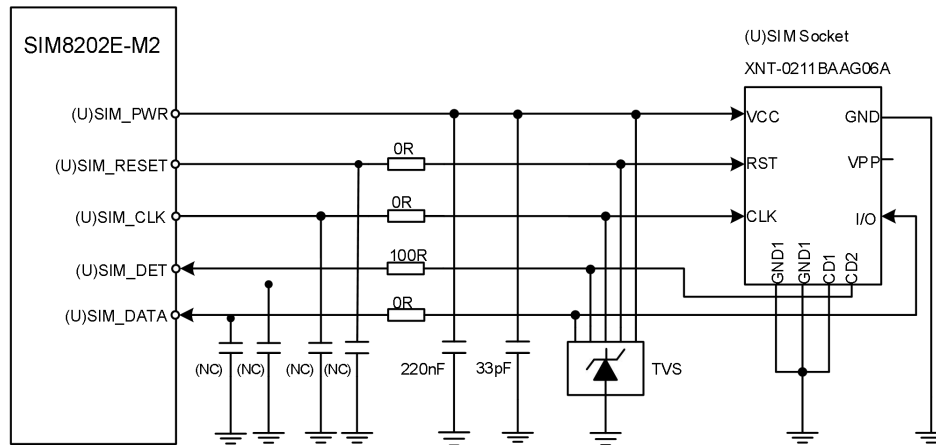 SIM8202E-M2
(U)SIM Socket
XNT-0211BAAG06A
(U)SIM_PWR
VCC
GND
(U)SIM_RESET
0R
RST
VPP
(U)SIM_CLK
0R
CLK
I/O
(U)SIM_DET
100R
GND1
GND1
CD1
CD2
(U)SIM_DATA
0R
(NC)
(NC)
(NC)
(NC)
220nF
33pF
TVS